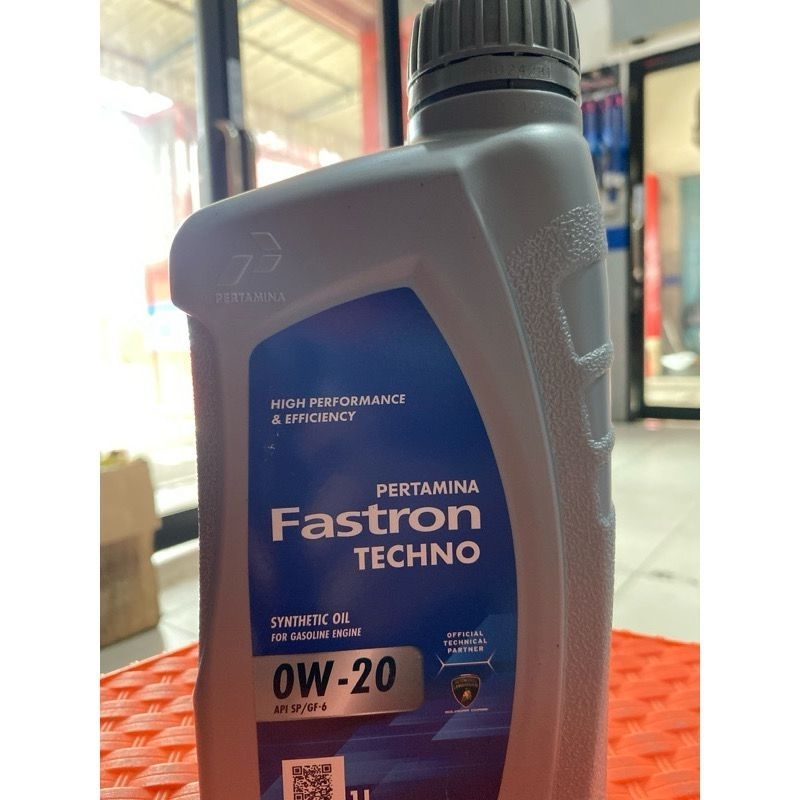 PERTAMINA
HIGH PERFORMANCE
& EFFICIENCY
PERTAMINA
Fastron
TECHNO
SYNTHETIC OIL
FOR GASOLINE ENGINE
OFFICIAL
TECHNICAL
PARTNER
0W-20
API SP/GF-6
1L